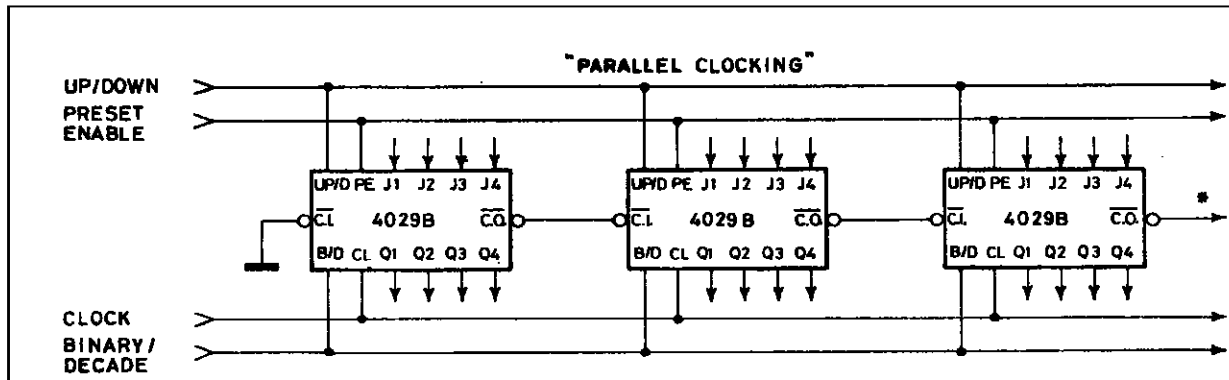 "PARALLEL CLOCKING"
UP/DOWN
PRESET
ENABLE
UP/D PE J1 J2 J3 J4
C.I. 4029B C.O.
B/D CL Q1 Q2 Q3 Q4
UP/D PE J1 J2 J3 J4
C.I. 4029B C.O.
B/D CL Q1 Q2 Q3 Q4
UP/D PE J1 J2 J3 J4
C.I. 4029B C.O.
B/D CL Q1 Q2 Q3 Q4
*
CLOCK
BINARY/
DECADE